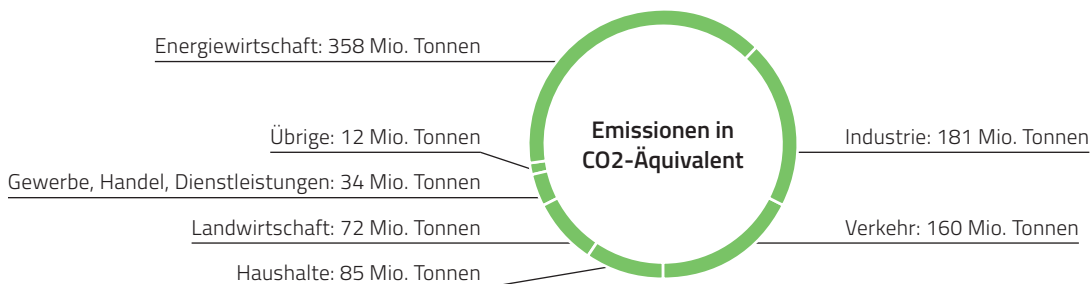 Energiewirtschaft: 358 Mio. Tonnen
Übrige: 12 Mio. Tonnen
Gewerbe, Handel, Dienstleistungen: 34 Mio. Tonnen
Landwirtschaft: 72 Mio. Tonnen
Haushalte: 85 Mio. Tonnen
Emissionen in
CO2-Äquivalent
Industrie: 181 Mio. Tonnen
Verkehr: 160 Mio. Tonnen